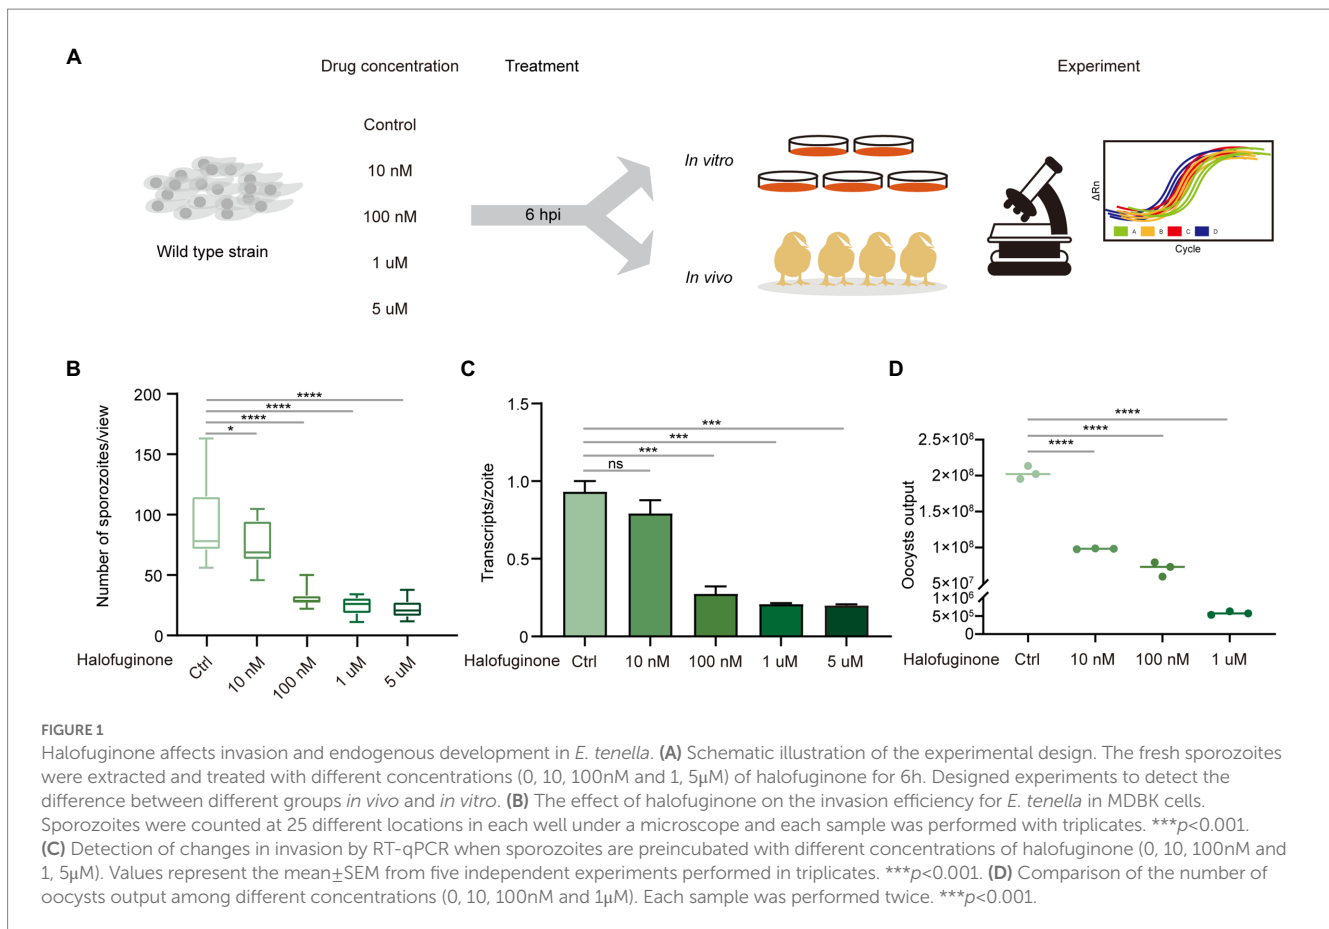 A
Drug concentration
Treatment
Experiment
Control
10 nM
100 nM
1 uM
5 uM
Wild type strain
6 hpi
In vitro
In vivo
ΔRn
A B C D
Cycle
B
Number of sporozoites/view
200
150
100
50
0
****
****
****
*
Halofuginone
Ctrl
10 nM
100 nM
1 uM
5 uM
C
Transcripts/zoite
1.5
1.0
0.5
0
***
***
***
ns
Halofuginone
Ctrl
10 nM
100 nM
1 uM
5 uM
D
Oocysts output
2.5×10⁸
2×10⁸
1×10⁸
5×10⁷
1×10⁶
5×10⁵
0
****
****
****
Halofuginone
Ctrl
10 nM
100 nM
1 uM
FIGURE 1
Halofuginone affects invasion and endogenous development in E. tenella. (A) Schematic illustration of the experimental design. The fresh sporozoites
were extracted and treated with different concentrations (0, 10, 100nM and 1, 5μM) of halofuginone for 6h. Designed experiments to detect the
difference between different groups in vivo and in vitro. (B) The effect of halofuginone on the invasion efficiency for E. tenella in MDBK cells.
Sporozoites were counted at 25 different locations in each well under a microscope and each sample was performed with triplicates. ***p<0.001.
(C) Detection of changes in invasion by RT-qPCR when sporozoites are preincubated with different concentrations of halofuginone (0, 10, 100nM and
1, 5μM). Values represent the mean±SEM from five independent experiments performed in triplicates. ***p<0.001. (D) Comparison of the number of
oocysts output among different concentrations (0, 10, 100nM and 1μM). Each sample was performed twice. ***p<0.001.